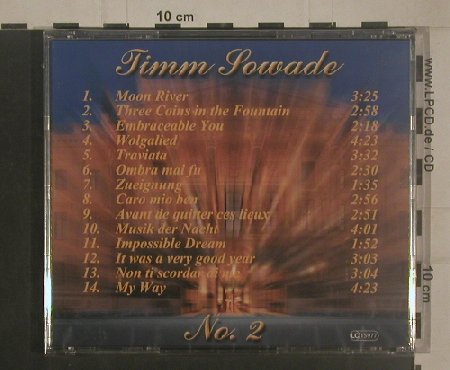 10 cm
Timm Sowade
1. Moon River 3:25
2. Three Coins in the Fountain 2:58
3. Embraceable You 2:18
4. Wolgalied 4:23
5. Traviata 3:32
6. Ombra mai fu 2:30
7. Zueignung 1:35
8. Caro mio ben 2:56
9. Avant de quitter ces lieux 2:51
10. Musik der Nacht 4:01
11. Impossible Dream 1:52
12. It was a very good year 3:03
13. Non ti scordar di me 3:04
14. My Way 4:23
No. 2
www.LPCD.de / CD
10 cm